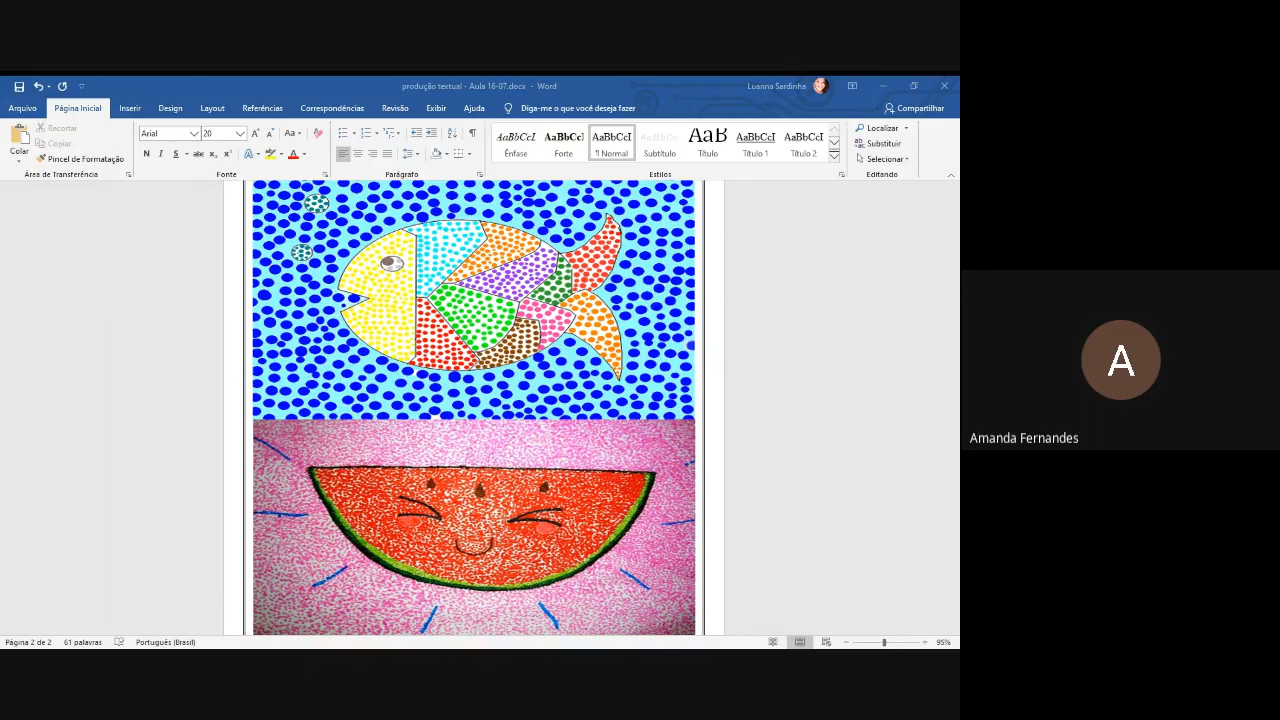 produção textual - Aula 16-07.docx - Word
Luanna Sardinha
Arquivo Página Inicial Inserir Design Layout Referências Correspondências Revisão Exibir Ajuda Diga-me o que você deseja fazer Compartilhar
Colar
Recortar
Copiar
Pincel de Formatação
Área de Transferência
Arial 20
N I S abc x₂ x²
Fonte
Parágrafo
AaBbCcI AaBbCc AaBbCcI AaBbCcI AaB AaBbCcI AaBbCcI
Ênfase Forte ¶ Normal Subtítulo Título Título 1 Título 2
Estilos
Localizar
Substituir
Selecionar
Editando
A
Amanda Fernandes
Página 2 de 2 61 palavras Português (Brasil) 95%